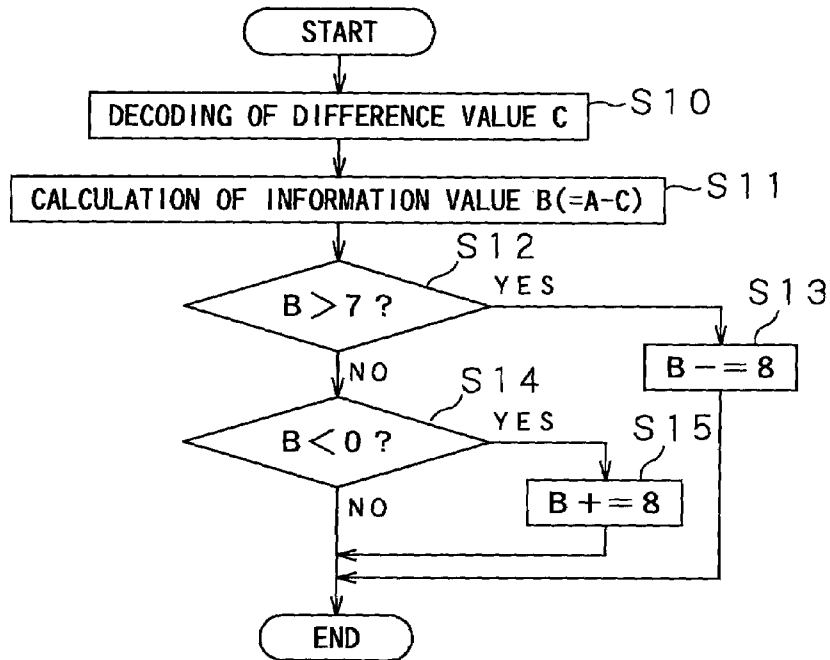 START
DECODING OF DIFFERENCE VALUE C
S10
CALCULATION OF INFORMATION VALUE B(=A-C)
S11
S12
B>7?
YES
S13
B-=8
NO
S14
B<0?
YES
S15
B+=8
NO
END